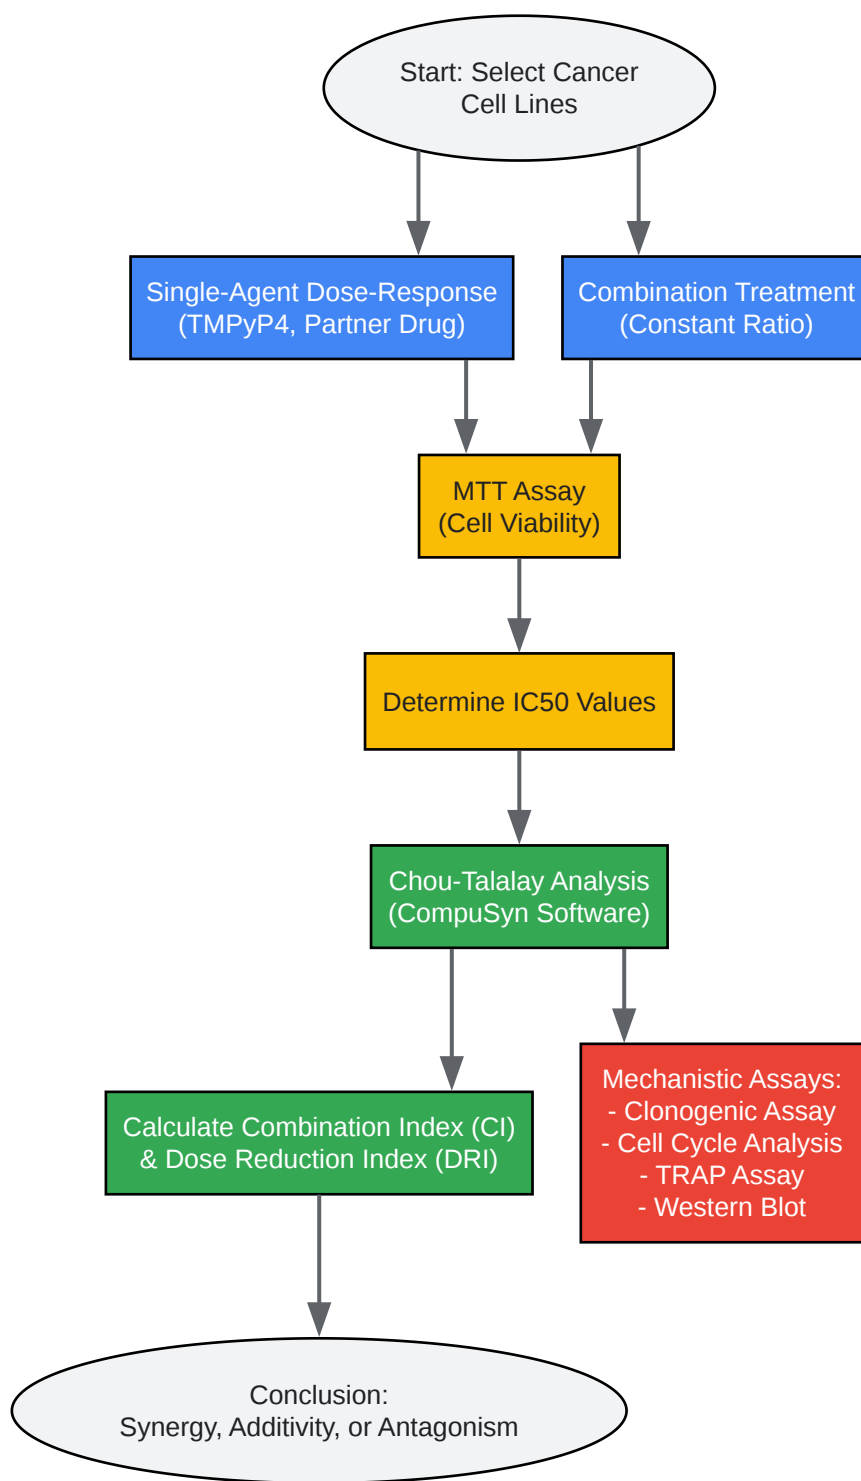 Start: Select Cancer
Cell Lines
Single-Agent Dose-Response
(TMPyP4, Partner Drug)
Combination Treatment
(Constant Ratio)
MTT Assay
(Cell Viability)
Determine IC50 Values
Chou-Talalay Analysis
(CompuSyn Software)
Mechanistic Assays:
- Clonogenic Assay
- Cell Cycle Analysis
- TRAP Assay
- Western Blot
Calculate Combination Index (CI)
& Dose Reduction Index (DRI)
Conclusion:
Synergy, Additivity, or Antagonism